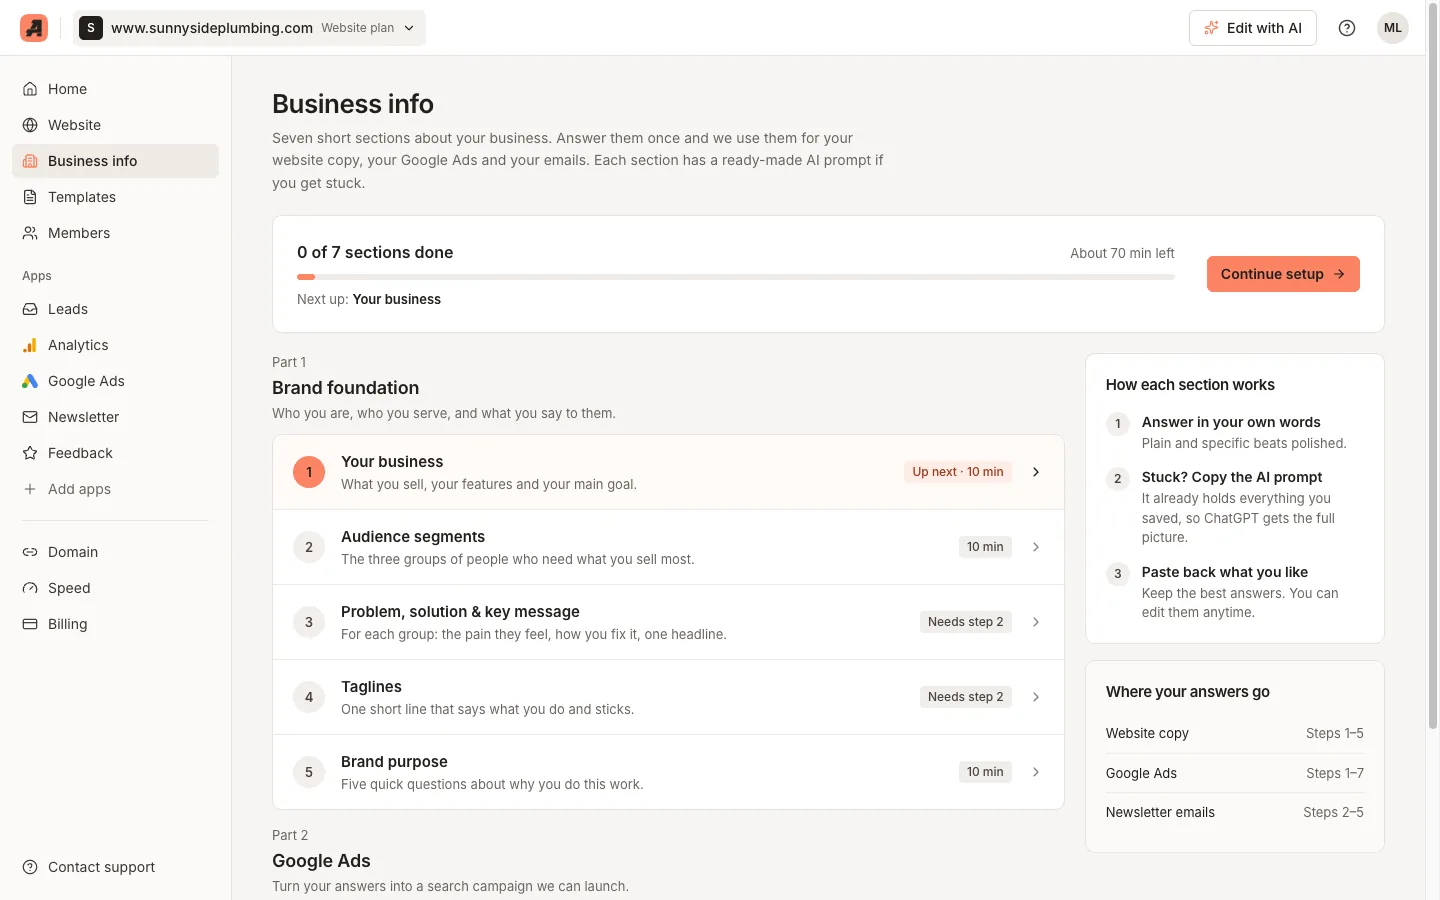 S
www.sunnysideplumbing.com Website plan
Edit with AI
ML
Home
Website
Business info
Templates
Members
Apps
Leads
Analytics
Google Ads
Newsletter
Feedback
Add apps
Domain
Speed
Billing
Contact support
Business info
Seven short sections about your business. Answer them once and we use them for your
website copy, your Google Ads and your emails. Each section has a ready-made AI prompt if
you get stuck.
0 of 7 sections done
About 70 min left
Next up: Your business
Continue setup
Part 1
Brand foundation
Who you are, who you serve, and what you say to them.
1
Your business
What you sell, your features and your main goal.
Up next · 10 min
2
Audience segments
The three groups of people who need what you sell most.
10 min
3
Problem, solution & key message
For each group: the pain they feel, how you fix it, one headline.
Needs step 2
4
Taglines
One short line that says what you do and sticks.
Needs step 2
5
Brand purpose
Five quick questions about why you do this work.
10 min
Part 2
Google Ads
Turn your answers into a search campaign we can launch.
How each section works
1
Answer in your own words
Plain and specific beats polished.
2
Stuck? Copy the AI prompt
It already holds everything you
saved, so ChatGPT gets the full
picture.
3
Paste back what you like
Keep the best answers. You can
edit them anytime.
Where your answers go
Website copy Steps 1–5
Google Ads Steps 1–7
Newsletter emails Steps 2–5